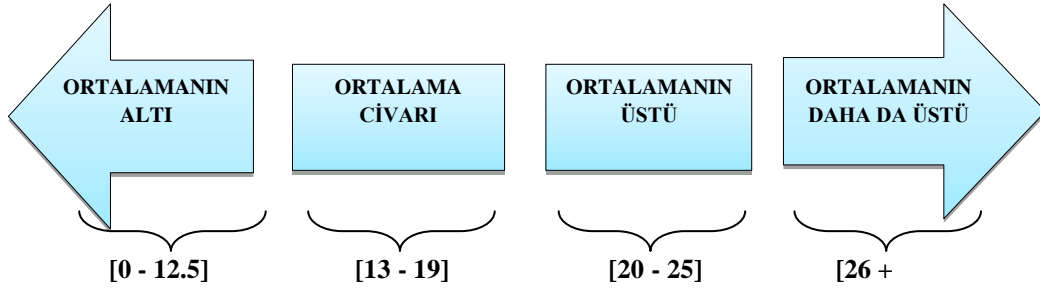 ORTALAMANIN
ALTI
ORTALAMA
CİVARI
ORTALAMANIN
ÜSTÜ
ORTALAMANIN
DAHA DA ÜSTÜ
[0 - 12.5]
[13 - 19]
[20 - 25]
[26 +